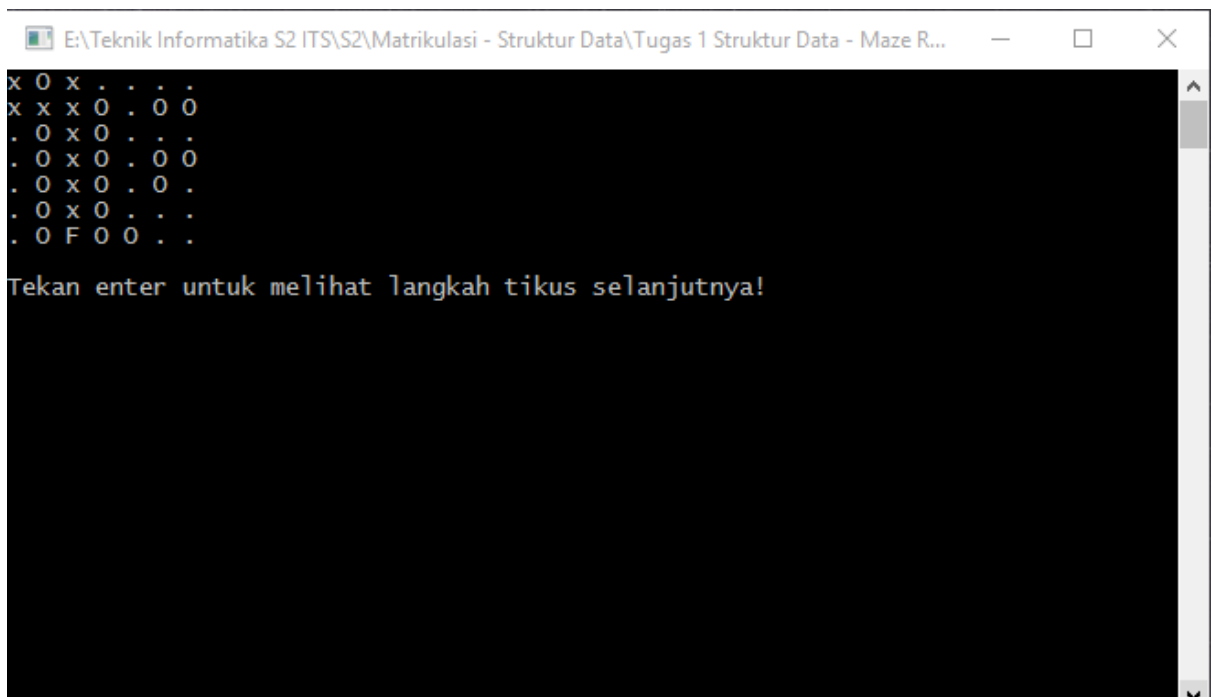 E:\Teknik Informatika S2 ITS\S2\Matrikulasi - Struktur Data\Tugas 1 Struktur Data - Maze R...
x O x . . . .
x x x O . O O
. O x O . . .
. O x O . O O
. O x O . O .
. O x O . . .
. O F O O . .
Tekan enter untuk melihat langkah tikus selanjutnya!